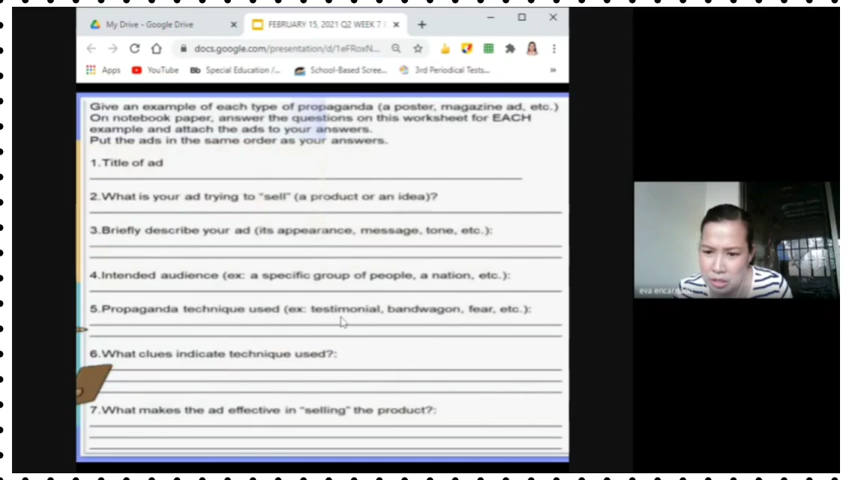 My Drive - Google Drive
FEBRUARY 15, 2021 Q2 WEEK 7
docs.google.com/presentation/d/1eFRoxN...
Apps
YouTube
Bb Special Education /...
School-Based Scree...
3rd Periodical Tests...
Give an example of each type of propaganda (a poster, magazine ad, etc.)
On notebook paper, answer the questions on this worksheet for EACH
example and attach the ads to your answers.
Put the ads in the same order as your answers.
1.Title of ad
2.What is your ad trying to “sell” (a product or an idea)?
3.Briefly describe your ad (its appearance, message, tone, etc.):
4.Intended audience (ex: a specific group of people, a nation, etc.):
5.Propaganda technique used (ex: testimonial, bandwagon, fear, etc.):
6.What clues indicate technique used?:
7.What makes the ad effective in “selling” the product?:
eva